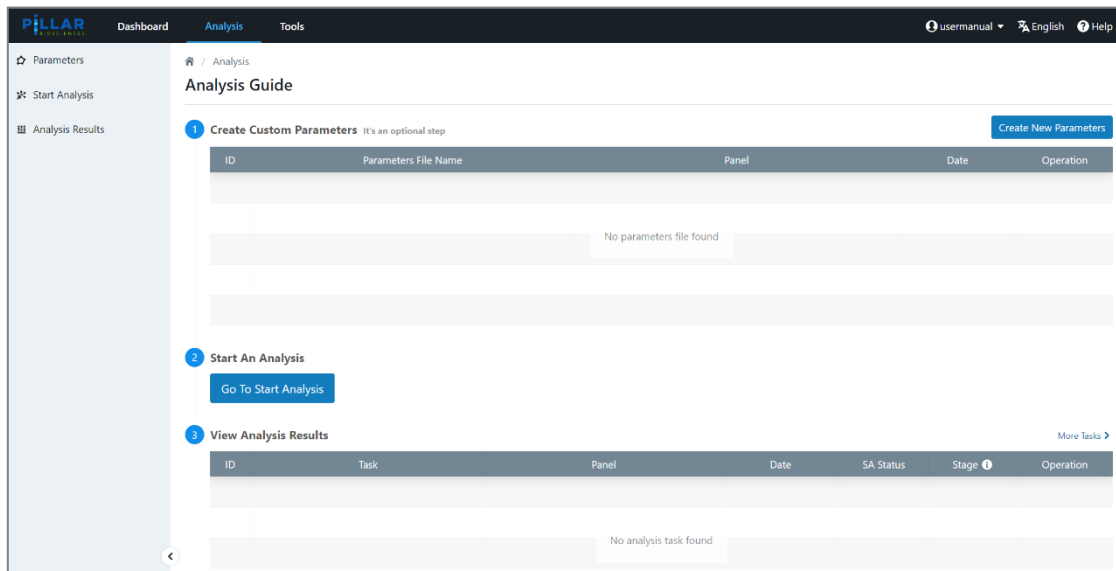 PiLLAR Dashboard Analysis Tools usermanual English Help
BIOSCIENCES
Parameters
Start Analysis
Analysis Results
/ Analysis
Analysis Guide
1 Create Custom Parameters It's an optional step Create New Parameters
ID Parameters File Name Panel Date Operation
No parameters file found
2 Start An Analysis
Go To Start Analysis
3 View Analysis Results More Tasks
ID Task Panel Date SA Status Stage Operation
No analysis task found